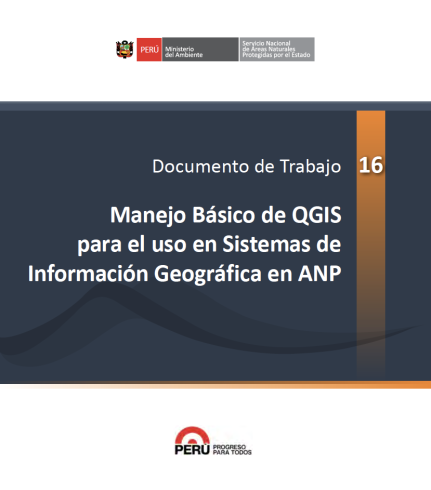 PERÚ
Ministerio
del Ambiente
Servicio Nacional
de Áreas Naturales
Protegidas por el Estado
Documento de Trabajo 16
Manejo Básico de QGIS
para el uso en Sistemas de
Información Geográfica en ANP
PERÚ
PROGRESO
PARA TODOS